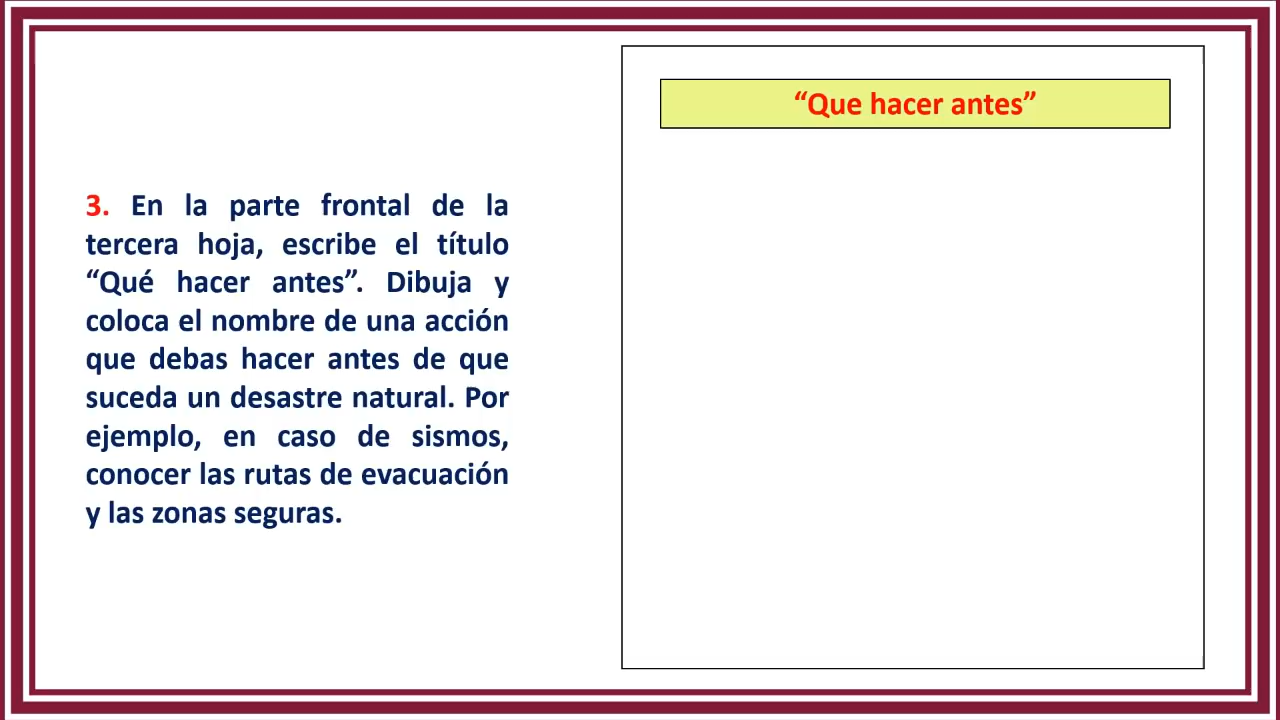 3. En la parte frontal de la
tercera hoja, escribe el título
“Qué hacer antes”. Dibuja y
coloca el nombre de una acción
que debas hacer antes de que
suceda un desastre natural. Por
ejemplo, en caso de sismos,
conocer las rutas de evacuación
y las zonas seguras.
“Que hacer antes”